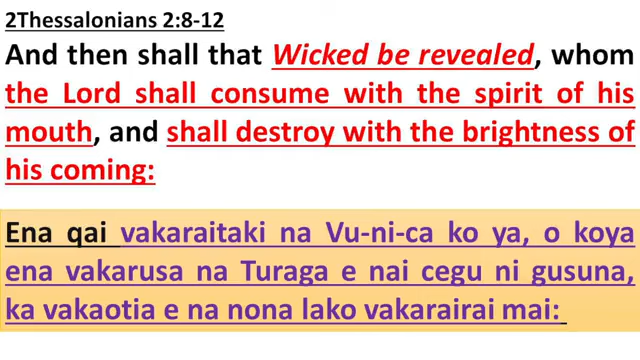 2Thessalonians 2:8-12
And then shall that Wicked be revealed, whom
the Lord shall consume with the spirit of his
mouth, and shall destroy with the brightness of
his coming:
Ena qai vakaraitaki na Vu-ni-ca ko ya, o koya
ena vakarusa na Turaga e nai cegu ni gusuna,
ka vakaotia e na nona lako vakarairai mai: